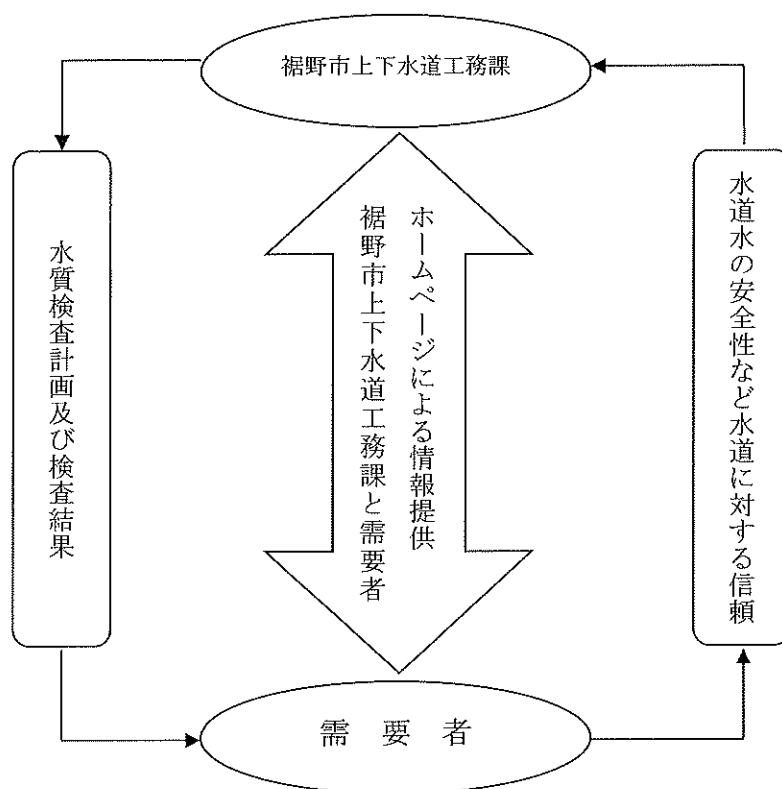 裾野市上下水道工務課
水道水の安全性など水道に対する信頼
ホームページによる情報提供
裾野市上下水道工務課と需要者
水質検査計画及び検査結果
需要者